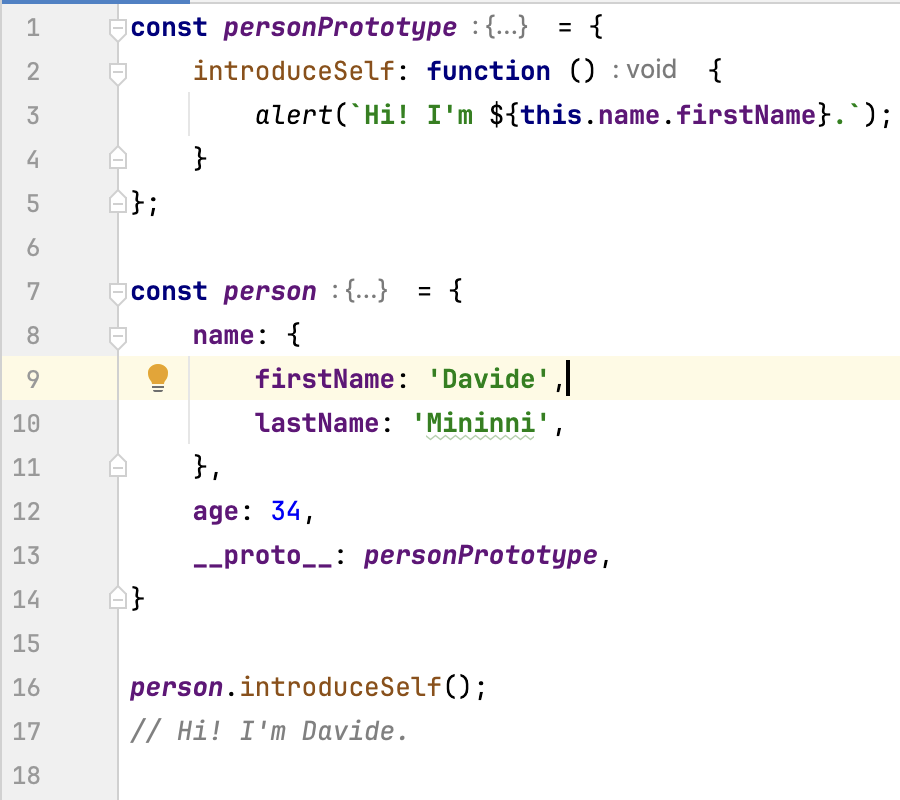 1 const personPrototype :{...} = {
2 introduceSelf: function () :void {
3 alert(`Hi! I'm ${this.name.firstName}.`);
4 }
5 };
6
7 const person :{...} = {
8 name: {
9 firstName: 'Davide',
10 lastName: 'Mininni',
11 },
12 age: 34,
13 __proto__: personPrototype,
14 }
15
16 person.introduceSelf();
17 // Hi! I'm Davide.
18